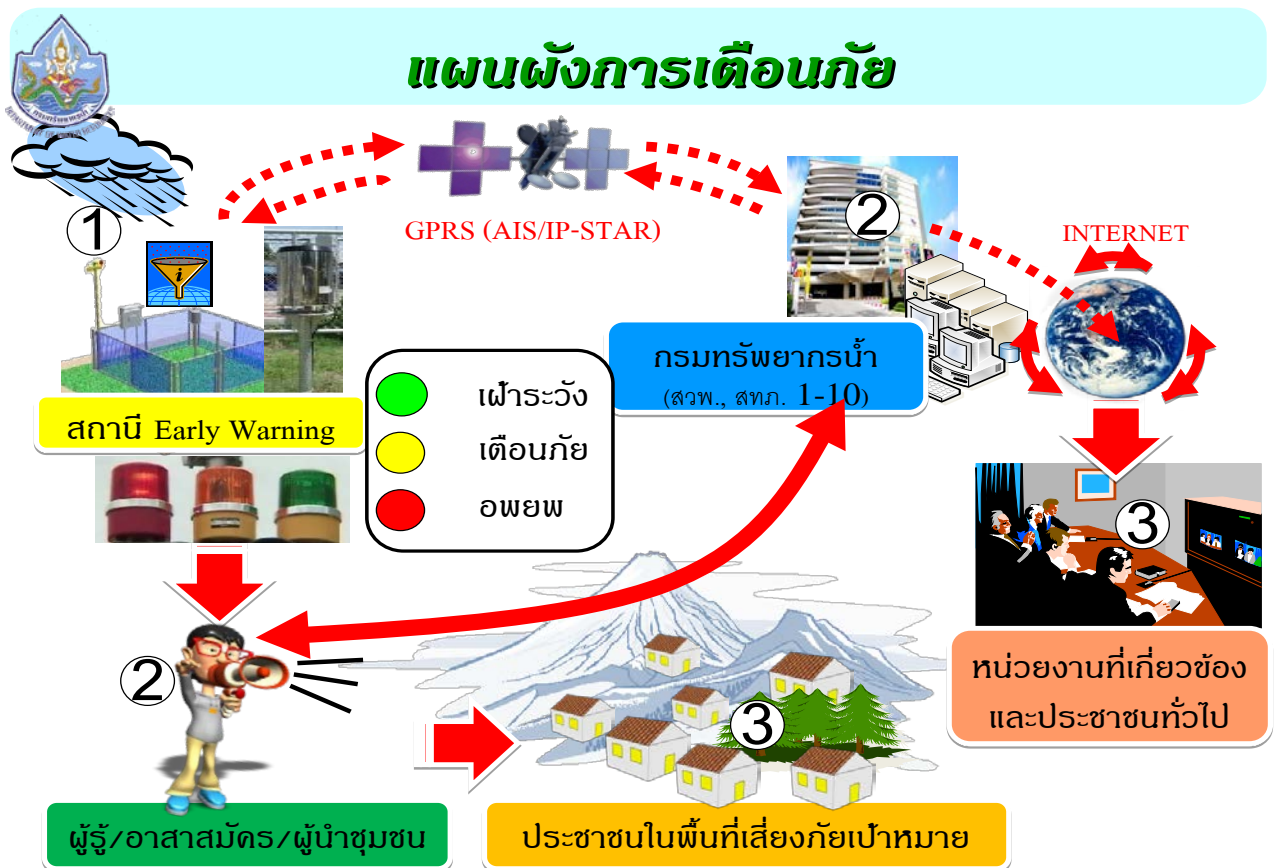 แผนผังการเตือนภัย
GPRS (AIS/IP-STAR)
INTERNET
1
2
i
กรมทรัพยากรน้ำ
(สวพ., สทภ. 1-10)
สถานี Early Warning
เฝ้าระวัง
เตือนภัย
อพยพ
3
หน่วยงานที่เกี่ยวข้อง
และประชาชนทั่วไป
2
3
ผู้รู้/อาสาสมัคร/ผู้นำชุมชน
ประชาชนในพื้นที่เสี่ยงภัยเป้าหมาย